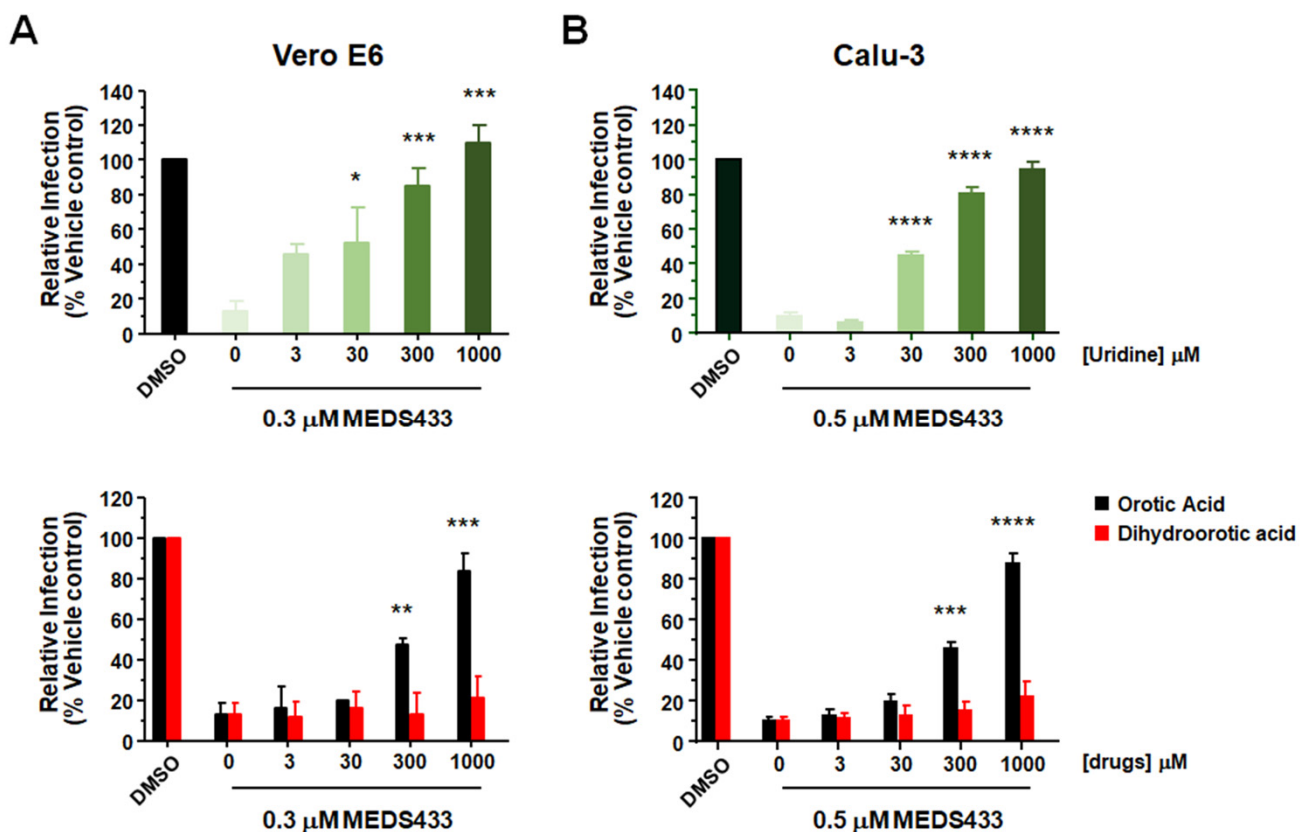 A
Vero E6
Relative Infection
(% Vehicle control)
140
120
100
80
60
40
20
0
*
***
***
DMSO
0
3
30
300
1000
0.3 µM MEDS433
B
Calu-3
Relative Infection
(% Vehicle control)
140
120
100
80
60
40
20
0
****
****
****
DMSO
0
3
30
300
1000
[Uridine] µM
0.5 µM MEDS433
Relative Infection
(% Vehicle control)
120
100
80
60
40
20
0
**
***
DMSO
0
3
30
300
1000
0.3 µM MEDS433
Relative Infection
(% Vehicle control)
120
100
80
60
40
20
0
***
****
Orotic Acid
Dihydroorotic acid
DMSO
0
3
30
300
1000
[drugs] µM
0.5 µM MEDS433